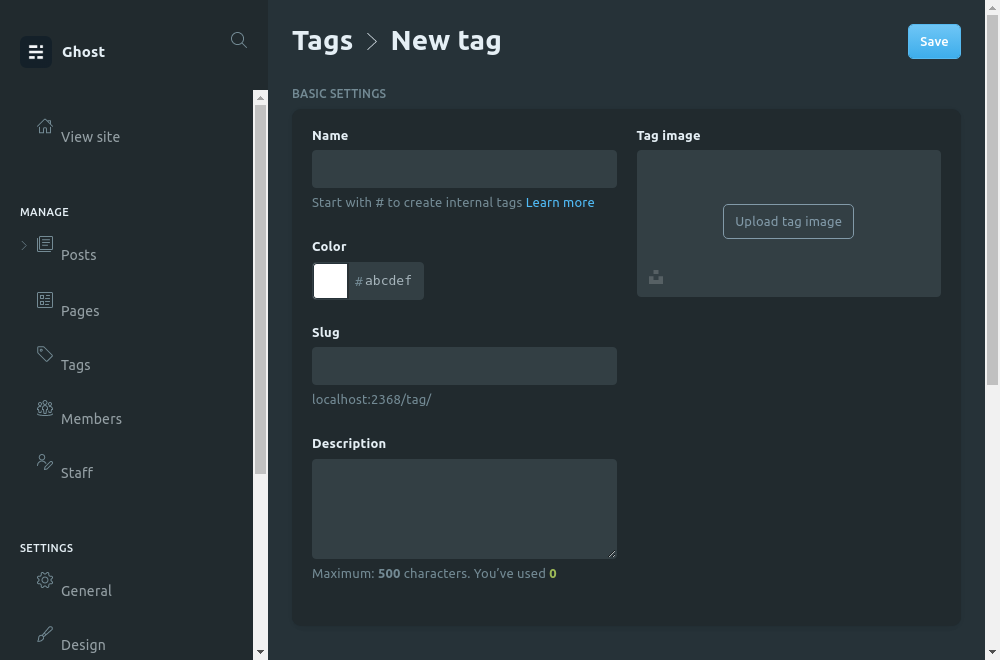 Ghost
View site
MANAGE
Posts
Pages
Tags
Members
Staff
SETTINGS
General
Design
Tags > New tag
Save
BASIC SETTINGS
Name
Start with # to create internal tags Learn more
Color
#abcdef
Slug
localhost:2368/tag/
Description
Maximum: 500 characters. You’ve used 0
Tag image
Upload tag image